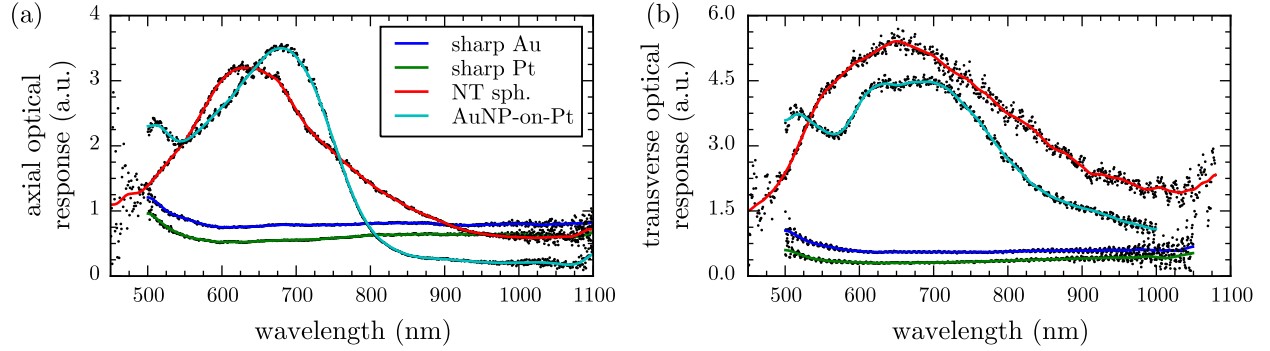 (a)
axial optical
response (a.u.)
4
3
2
1
0
sharp Au
sharp Pt
NT sph.
AuNP-on-Pt
500 600 700 800 900 1000 1100
wavelength (nm)
(b)
transverse optical
response (a.u.)
6.0
4.5
3.0
1.5
0.0
500 600 700 800 900 1000 1100
wavelength (nm)